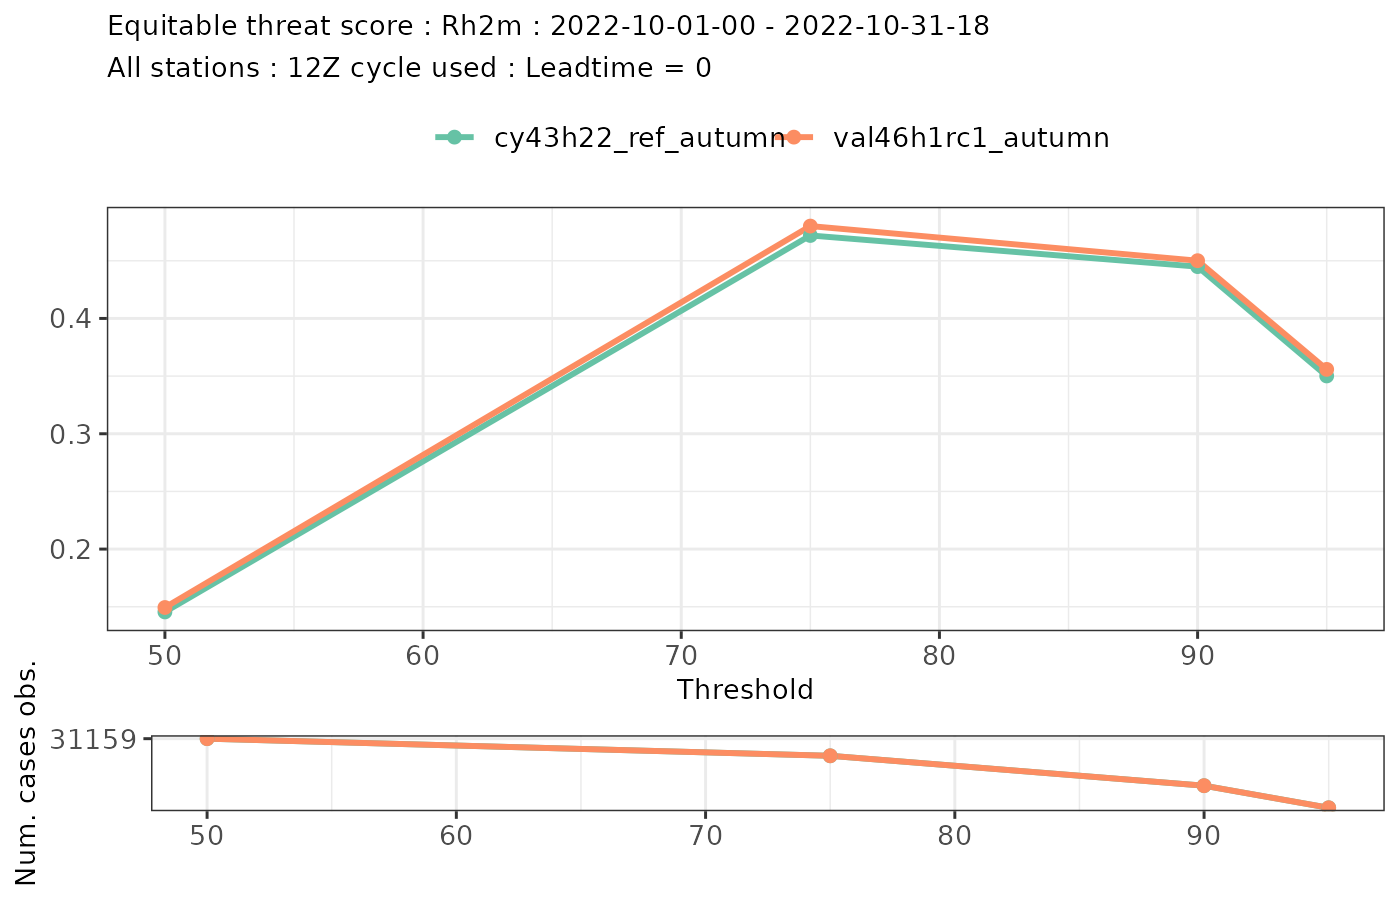 Equitable threat score : Rh2m : 2022-10-01-00 - 2022-10-31-18
All stations : 12Z cycle used : Leadtime = 0
cy43h22_ref_autumn val46h1rc1_autumn
0.4
0.3
0.2
50 60 70 80 90
Threshold
Num. cases obs.
31159
50 60 70 80 90